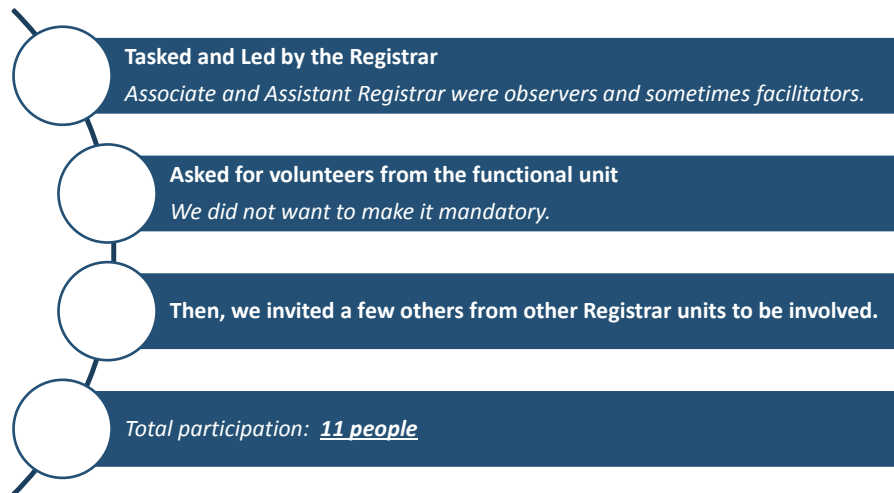 Tasked and Led by the Registrar
Associate and Assistant Registrar were observers and sometimes facilitators.
Asked for volunteers from the functional unit
We did not want to make it mandatory.
Then, we invited a few others from other Registrar units to be involved.
Total participation: 11 people